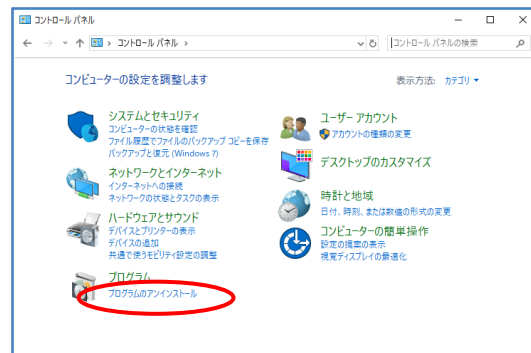 コントロール パネル
コントロール パネル
コントロール パネルの検索
コンピューターの設定を調整します
表示方法: カテゴリ
システムとセキュリティ
コンピューターの状態を確認
ファイル履歴でファイルのバックアップ コピーを保存
バックアップと復元 (Windows 7)
ネットワークとインターネット
インターネットへの接続
ネットワークの状態とタスクの表示
ハードウェアとサウンド
デバイスとプリンターの表示
デバイスの追加
共通で使うモビリティ設定の調整
プログラム
プログラムのアンインストール
ユーザー アカウント
アカウントの種類の変更
デスクトップのカスタマイズ
時計と地域
日付、時刻、または数値の形式の変更
コンピューターの簡単操作
設定の提案の表示
視覚ディスプレイの最適化